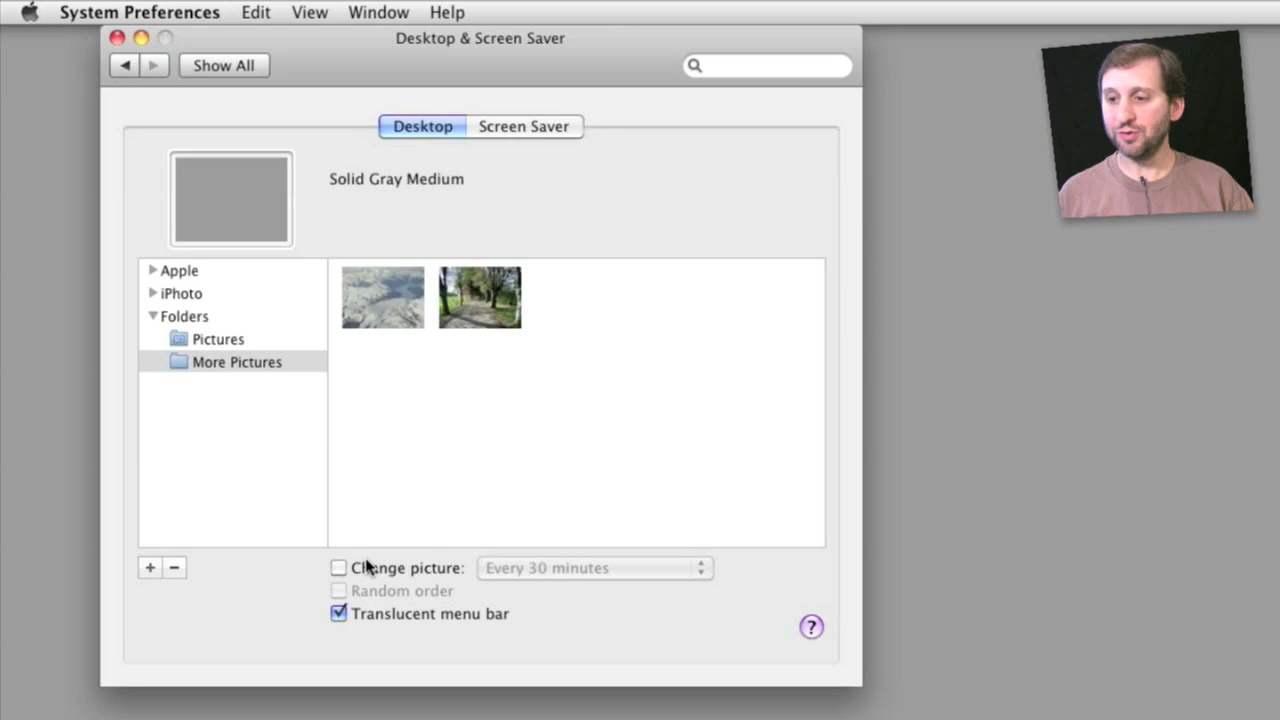 System Preferences Edit View Window Help
Desktop & Screen Saver
Show All
Desktop Screen Saver
Solid Gray Medium
Apple
iPhoto
Folders
Pictures
More Pictures
+ − Change picture: Every 30 minutes
Random order
Translucent menu bar
?